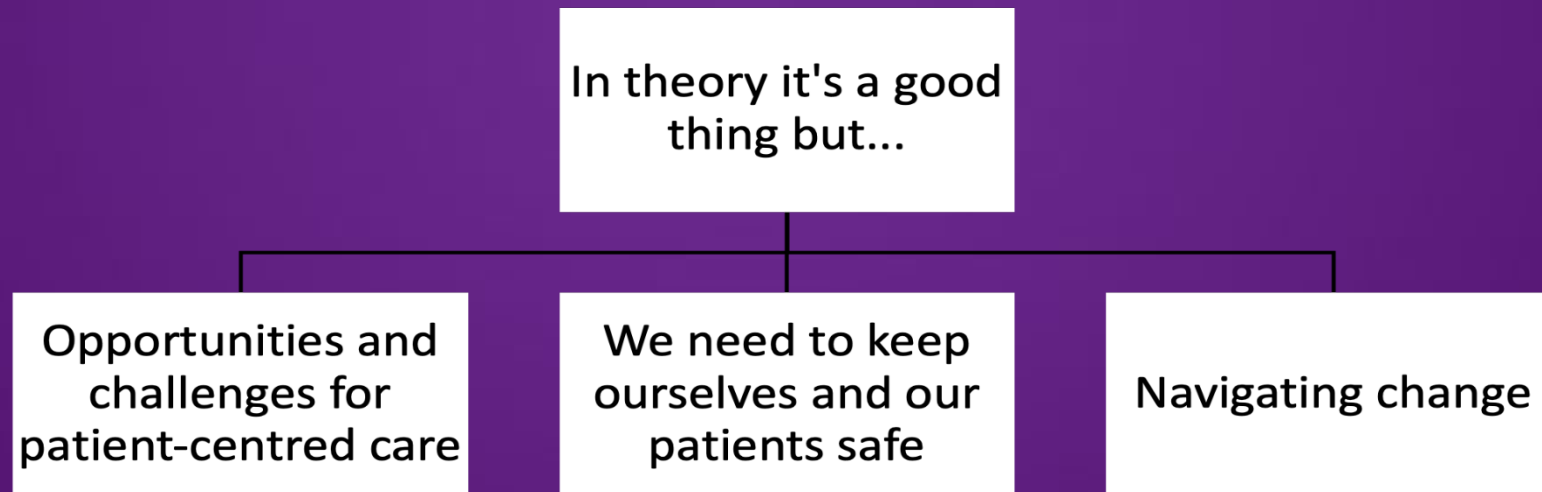 In theory it's a good
thing but...
Opportunities and
challenges for
patient-centred care
We need to keep
ourselves and our
patients safe
Navigating change